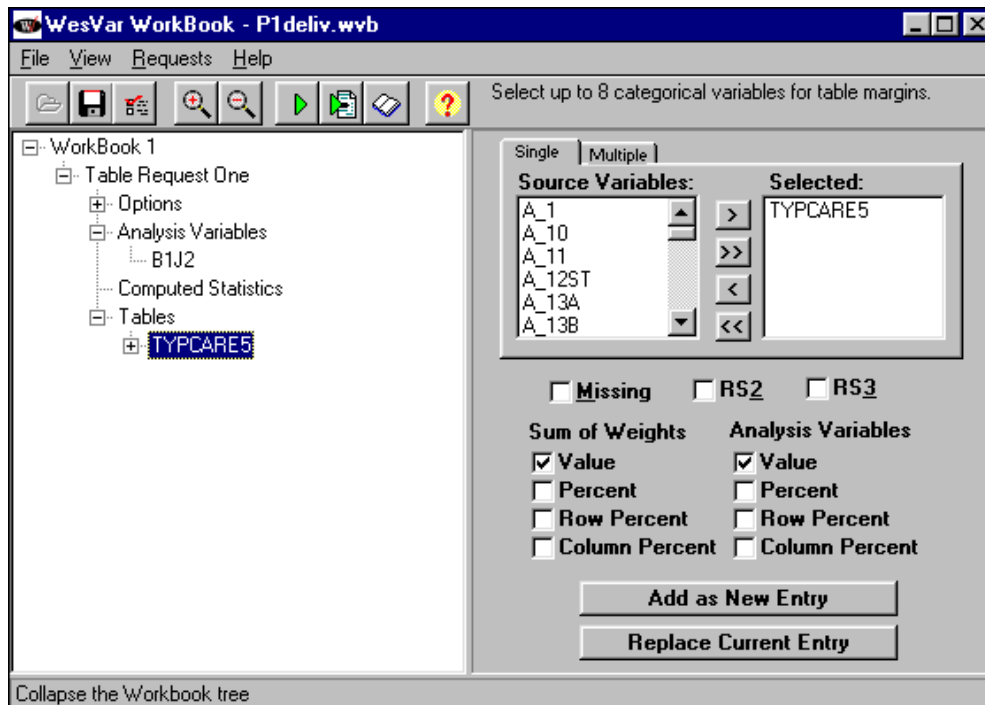 WesVar WorkBook - P1deliv.wvb
File View Requests Help
Select up to 8 categorical variables for table margins.
WorkBook 1
Table Request One
Options
Analysis Variables
B1J2
Computed Statistics
Tables
TYPCARE5
Single Multiple
Source Variables: Selected:
A_1
A_10
A_11
A_12ST
A_13A
A_13B
>
>>
<
<<
TYPCARE5
Missing RS2 RS3
Sum of Weights Analysis Variables
Value Value
Percent Percent
Row Percent Row Percent
Column Percent Column Percent
Add as New Entry
Replace Current Entry
Collapse the Workbook tree